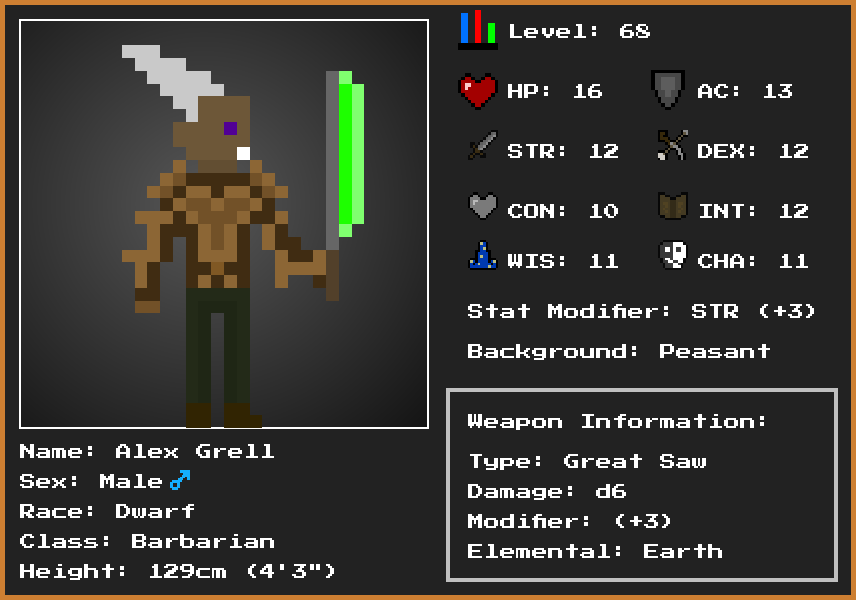 Level: 68
HP: 16
AC: 13
STR: 12
DEX: 12
CON: 10
INT: 12
WIS: 11
CHA: 11
Stat Modifier: STR (+3)
Background: Peasant
Weapon Information:
Type: Great Saw
Damage: d6
Modifier: (+3)
Elemental: Earth
Name: Alex Grell
Sex: Male ♂
Race: Dwarf
Class: Barbarian
Height: 129cm (4'3")